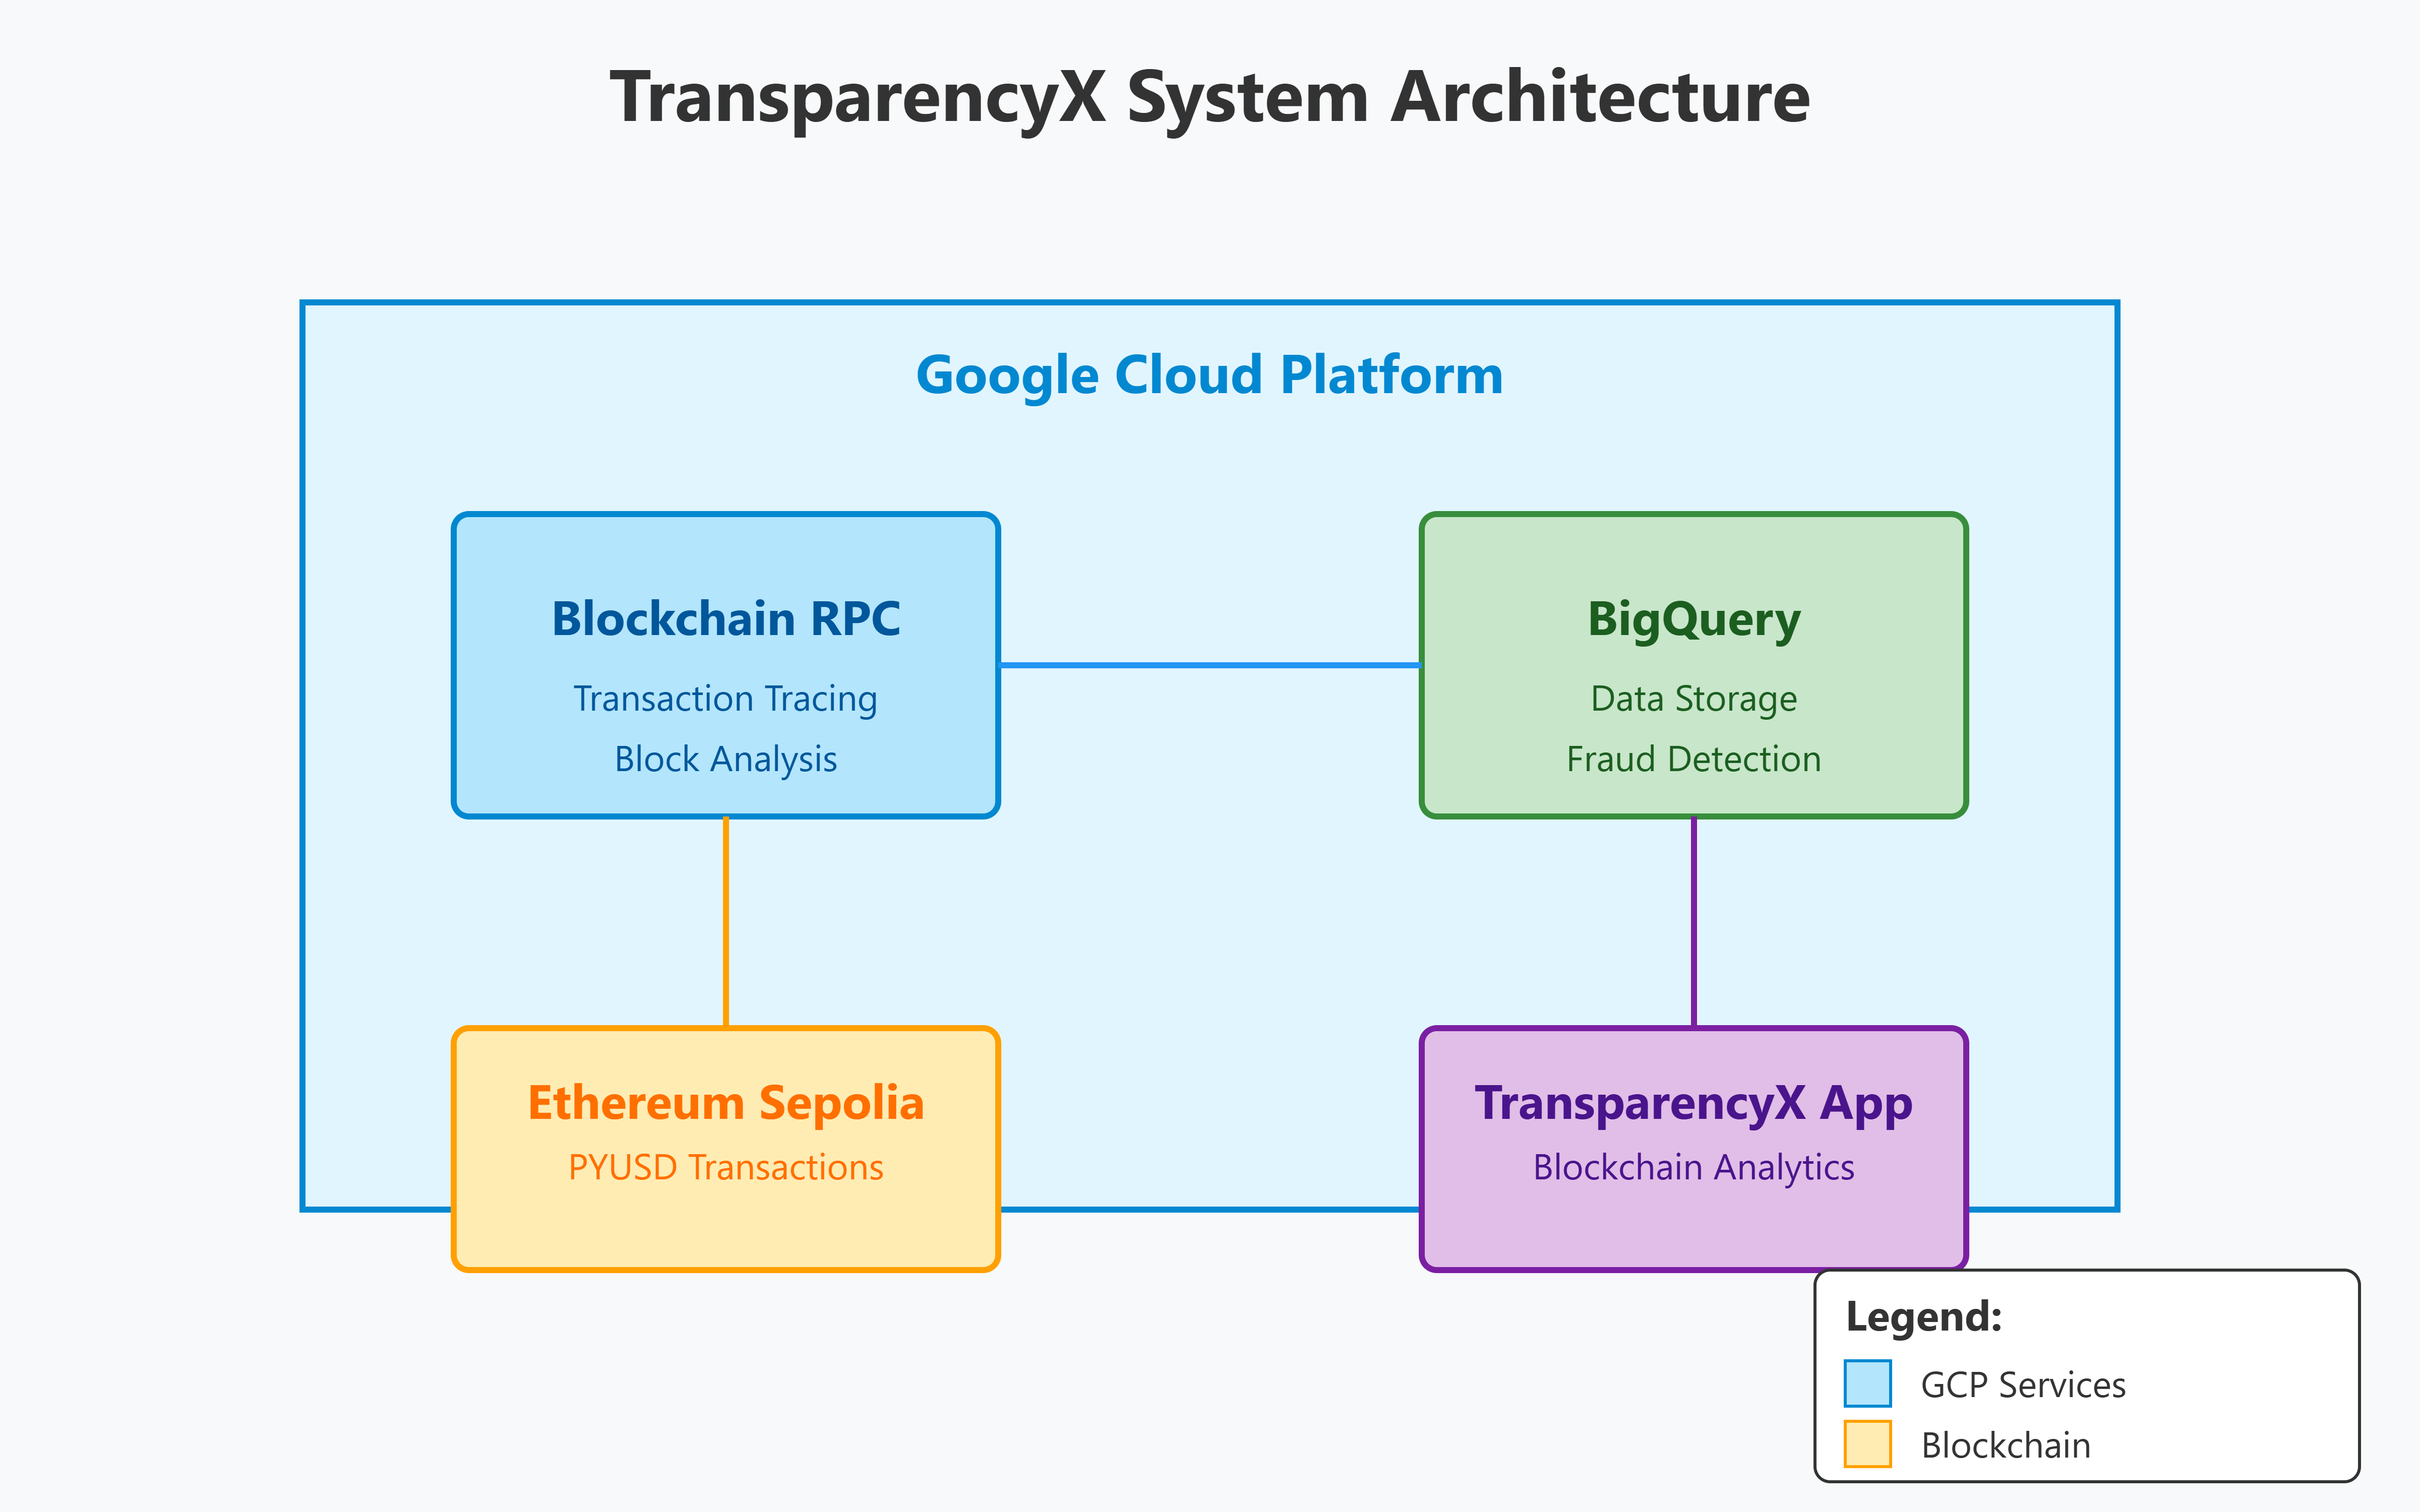 TransparencyX System Architecture
Google Cloud Platform
Blockchain RPC
Transaction Tracing
Block Analysis
BigQuery
Data Storage
Fraud Detection
Ethereum Sepolia
PYUSD Transactions
TransparencyX App
Blockchain Analytics
Legend:
GCP Services
Blockchain